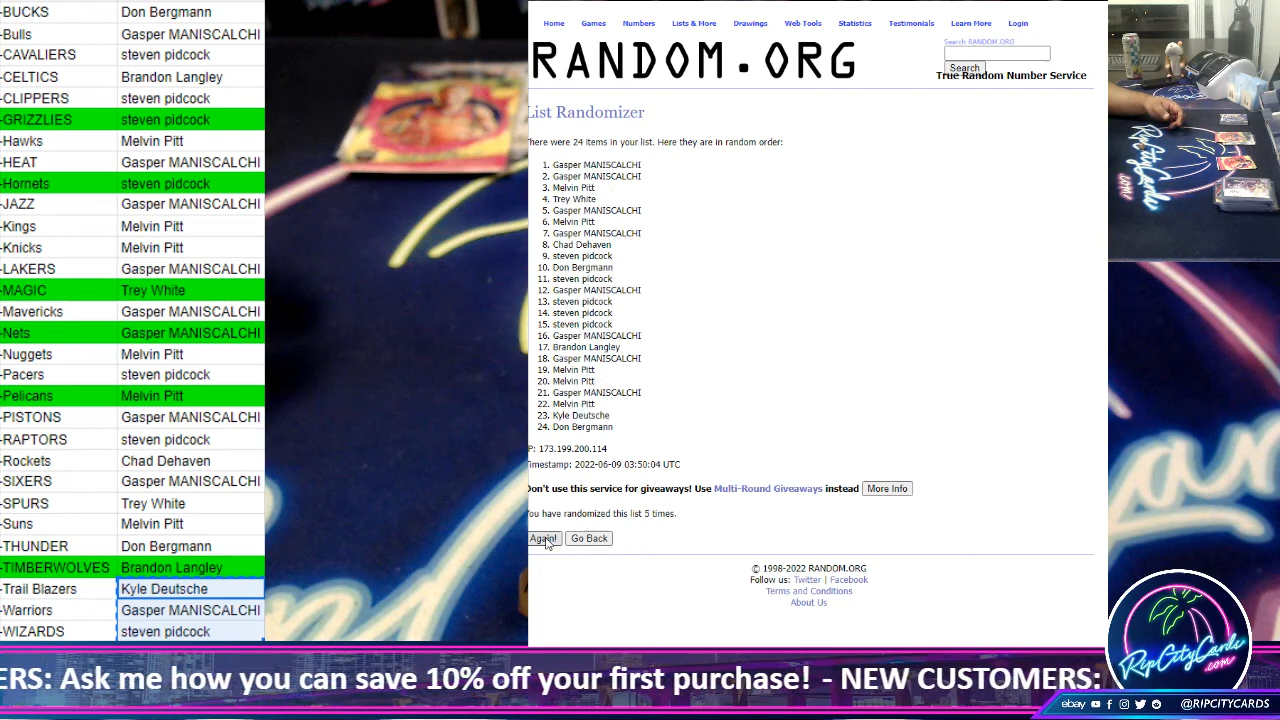 -BUCKS Don Bergmann
-Bulls Gasper MANISCALCHI
-CAVALIERS steven pidcock
-CELTICS Brandon Langley
-CLIPPERS steven pidcock
-GRIZZLIES steven pidcock
-Hawks Melvin Pitt
-HEAT Gasper MANISCALCHI
-Hornets steven pidcock
-JAZZ Gasper MANISCALCHI
-Kings Melvin Pitt
-Knicks Melvin Pitt
-LAKERS Gasper MANISCALCHI
-MAGIC Trey White
-Mavericks Gasper MANISCALCHI
-Nets Gasper MANISCALCHI
-Nuggets Melvin Pitt
-Pacers steven pidcock
-Pelicans Melvin Pitt
-PISTONS Gasper MANISCALCHI
-RAPTORS steven pidcock
-Rockets Chad Dehaven
-SIXERS Gasper MANISCALCHI
-SPURS Trey White
-Suns Melvin Pitt
-THUNDER Don Bergmann
-TIMBERWOLVES Brandon Langley
-Trail Blazers Kyle Deutsche
-Warriors Gasper MANISCALCHI
-WIZARDS steven pidcock
Home Games Numbers Lists & More Drawings Web Tools Statistics Testimonials Learn More Login
RANDOM.ORG
Search RANDOM.ORG
Search
True Random Number Service
List Randomizer
here were 24 items in your list. Here they are in random order:
1. Gasper MANISCALCHI
2. Gasper MANISCALCHI
3. Melvin Pitt
4. Trey White
5. Gasper MANISCALCHI
6. Melvin Pitt
7. Gasper MANISCALCHI
8. Chad Dehaven
9. steven pidcock
10. Don Bergmann
11. steven pidcock
12. Gasper MANISCALCHI
13. steven pidcock
14. steven pidcock
15. steven pidcock
16. Gasper MANISCALCHI
17. Brandon Langley
18. Gasper MANISCALCHI
19. Melvin Pitt
20. Melvin Pitt
21. Gasper MANISCALCHI
22. Melvin Pitt
23. Kyle Deutsche
24. Don Bergmann
P: 173.199.200.114
Timestamp: 2022-06-09 03:50:04 UTC
Don't use this service for giveaways! Use Multi-Round Giveaways instead More Info
You have randomized this list 5 times.
Again! Go Back
© 1998-2022 RANDOM.ORG
Follow us: Twitter | Facebook
Terms and Conditions
About Us
RipCityCards
.com
RipCityCards
.com
ERS: Ask me how you can save 10% off your first purchase! - NEW CUSTOMERS:
ebay @RIPCITYCARDS